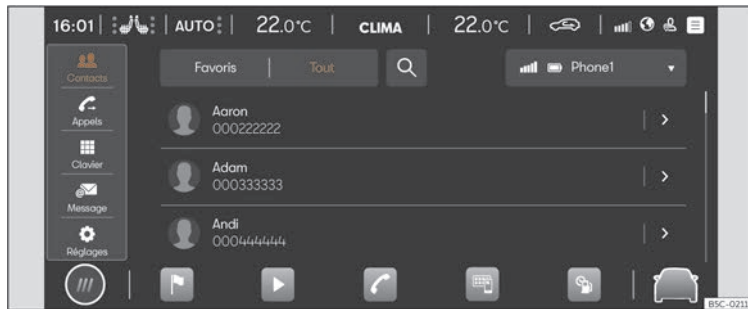 16:01 AUTO 22.0°C CLIMA 22.0°C
Contacts
Appels
Clavier
Message
Réglages
Favoris Tout
Phone1
Aaron
000222222
Adam
000333333
Andi
000444444
BSC-0211